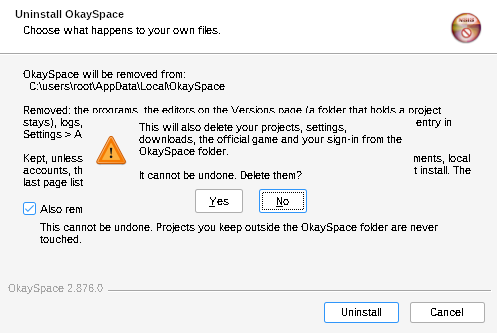 Uninstall OkaySpace
Choose what happens to your own files.
OkaySpace will be removed from:
C:\users\root\AppData\Local\OkaySpace
Removed: the programs, the editors on the Versions page (a folder that holds a project
stays), logs, entry in
Settings > A
Kept, unless ments, local
accounts, th t install. The
last page list
This will also delete your projects, settings,
downloads, the official game and your sign-in from the
OkaySpace folder.
It cannot be undone. Delete them?
Yes
No
Also rem
This cannot be undone. Projects you keep outside the OkaySpace folder are never
touched.
OkaySpace 2.876.0
Uninstall
Cancel